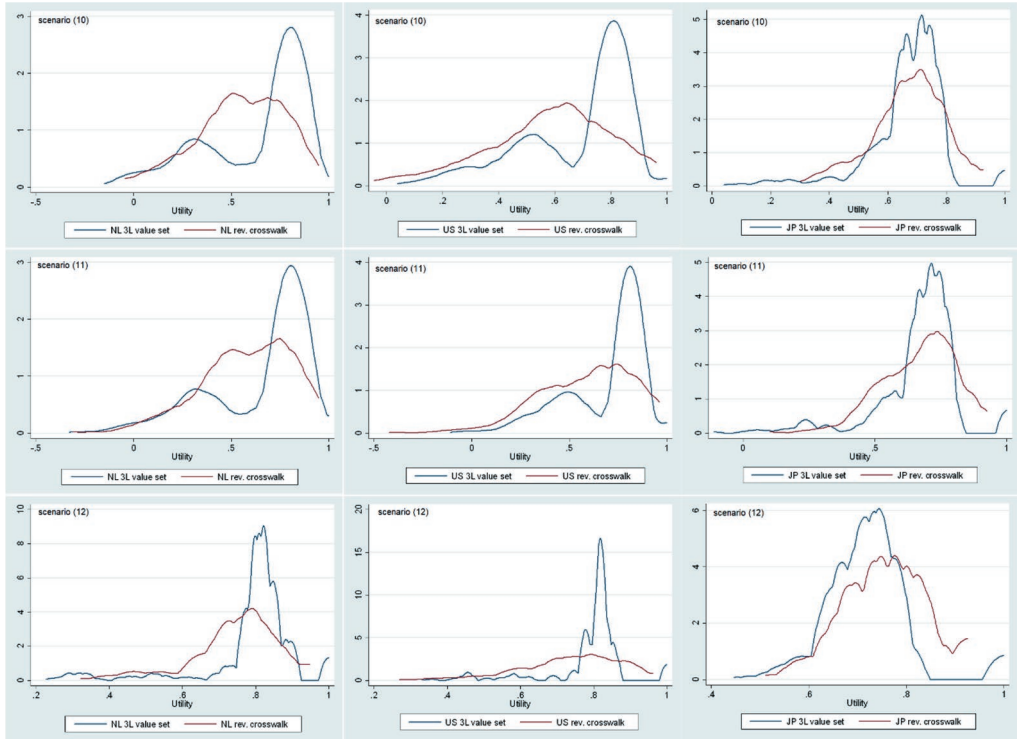 scenario (10)
3
2
1
0
-.5 0 .5 1
Utility
NL 3L value set NL rev. crosswalk
scenario (10)
4
3
2
1
0
0 .2 .4 .6 .8 1
Utility
US 3L value set US rev. crosswalk
scenario (10)
5
4
3
2
1
0
0 .2 .4 .6 .8 1
Utility
JP 3L value set JP rev. crosswalk
scenario (11)
3
2
1
0
-.5 0 .5 1
Utility
NL 3L value set NL rev. crosswalk
scenario (11)
4
3
2
1
0
-.5 0 .5 1
Utility
US 3L value set US rev. crosswalk
scenario (11)
5
4
3
2
1
0
0 .5 1
Utility
JP 3L value set JP rev. crosswalk
scenario (12)
10
8
6
4
2
0
.2 .4 .6 .8 1
Utility
NL 3L value set NL rev. crosswalk
scenario (12)
20
15
10
5
0
.2 .4 .6 .8 1
Utility
US 3L value set US rev. crosswalk
scenario (12)
6
4
2
0
.4 .6 .8 1
Utility
JP 3L value set JP rev. crosswalk